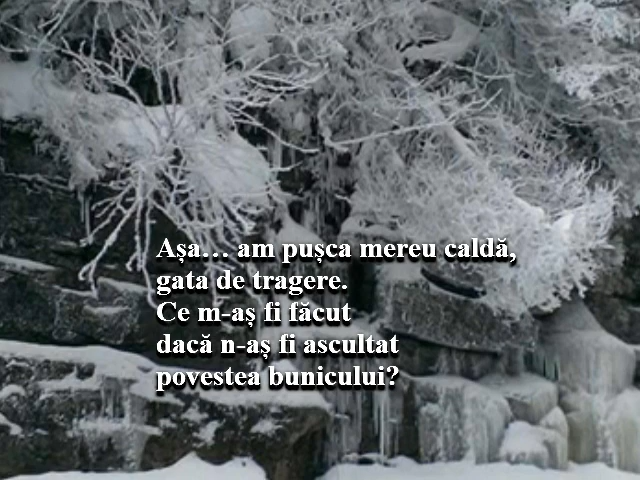 Așa... am pușca mereu caldă,
gata de tragere.
Ce m-aș fi făcut
dacă n-aș fi ascultat
povestea bunicului?